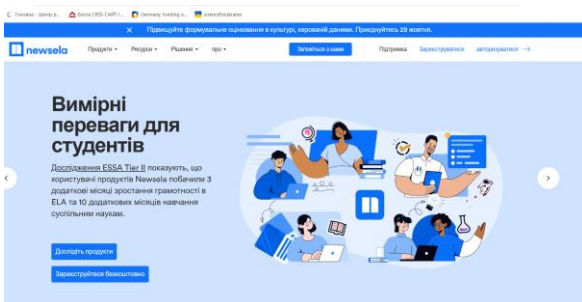 Головна - Центр р...
Germany: Funding o...
Підвищуйте формувальне оцінювання в культурі, керованій даними. Приєднуйтесь 29 жовтня.
newsela
Продукти
Ресурси
Рішення
про
Зв'яжіться з нами
Підтримка
Зареєструватися
авторизуватися
Вимірні
переваги для
студентів
Дослідження ESSA Tier II показують, що
користувачі продуктів Newsela побачили 3
додаткові місяці зростання грамотності в
ELA та 10 додаткових місяців навчання
суспільним наукам.
Дослідіть продукти
Зареєструйтеся безкоштовно